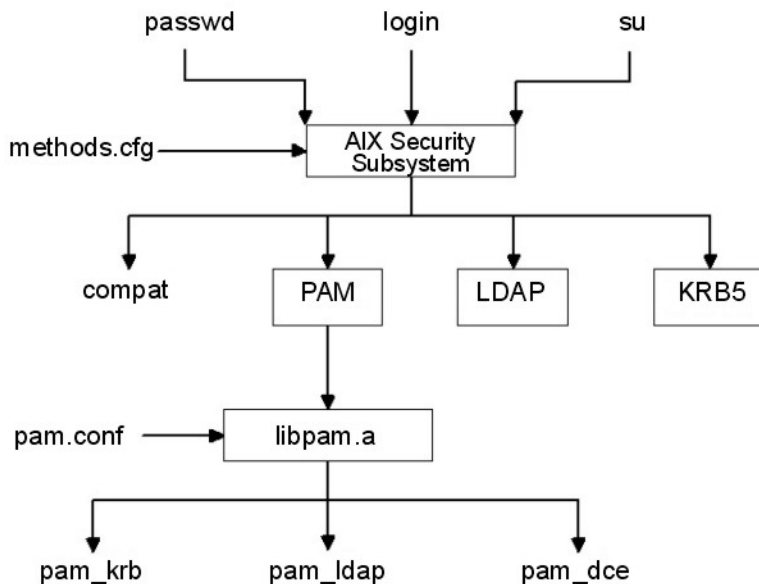 passwd
login
su
methods.cfg
AIX Security
Subsystem
compat
PAM
LDAP
KRB5
pam.conf
libpam.a
pam_krb
pam_ldap
pam_dce